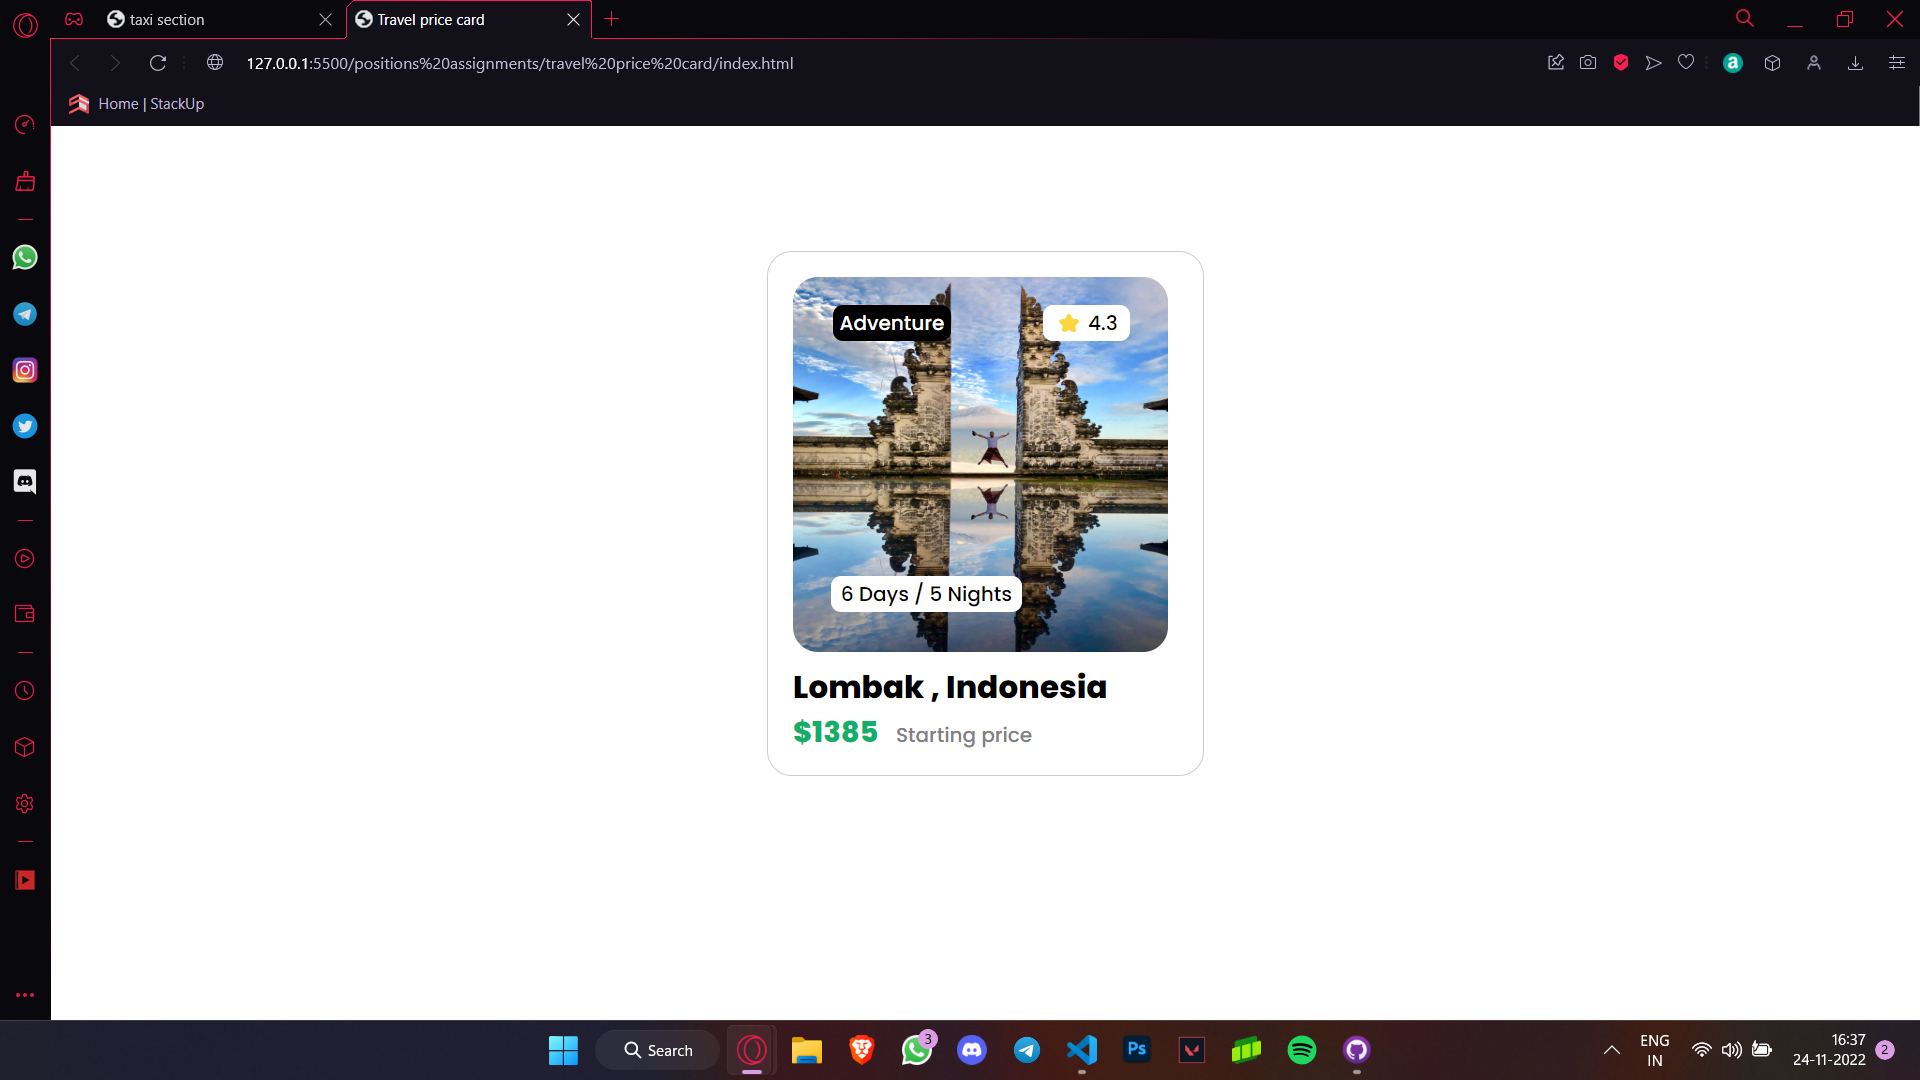 taxi section
Travel price card
127.0.0.1:5500/positions%20assignments/travel%20price%20card/index.html
a
Home | StackUp
Adventure
4.3
6 Days / 5 Nights
Lombak , Indonesia
$1385 Starting price
Search
3
Ps
ENG
IN
16:37
24-11-2022
2